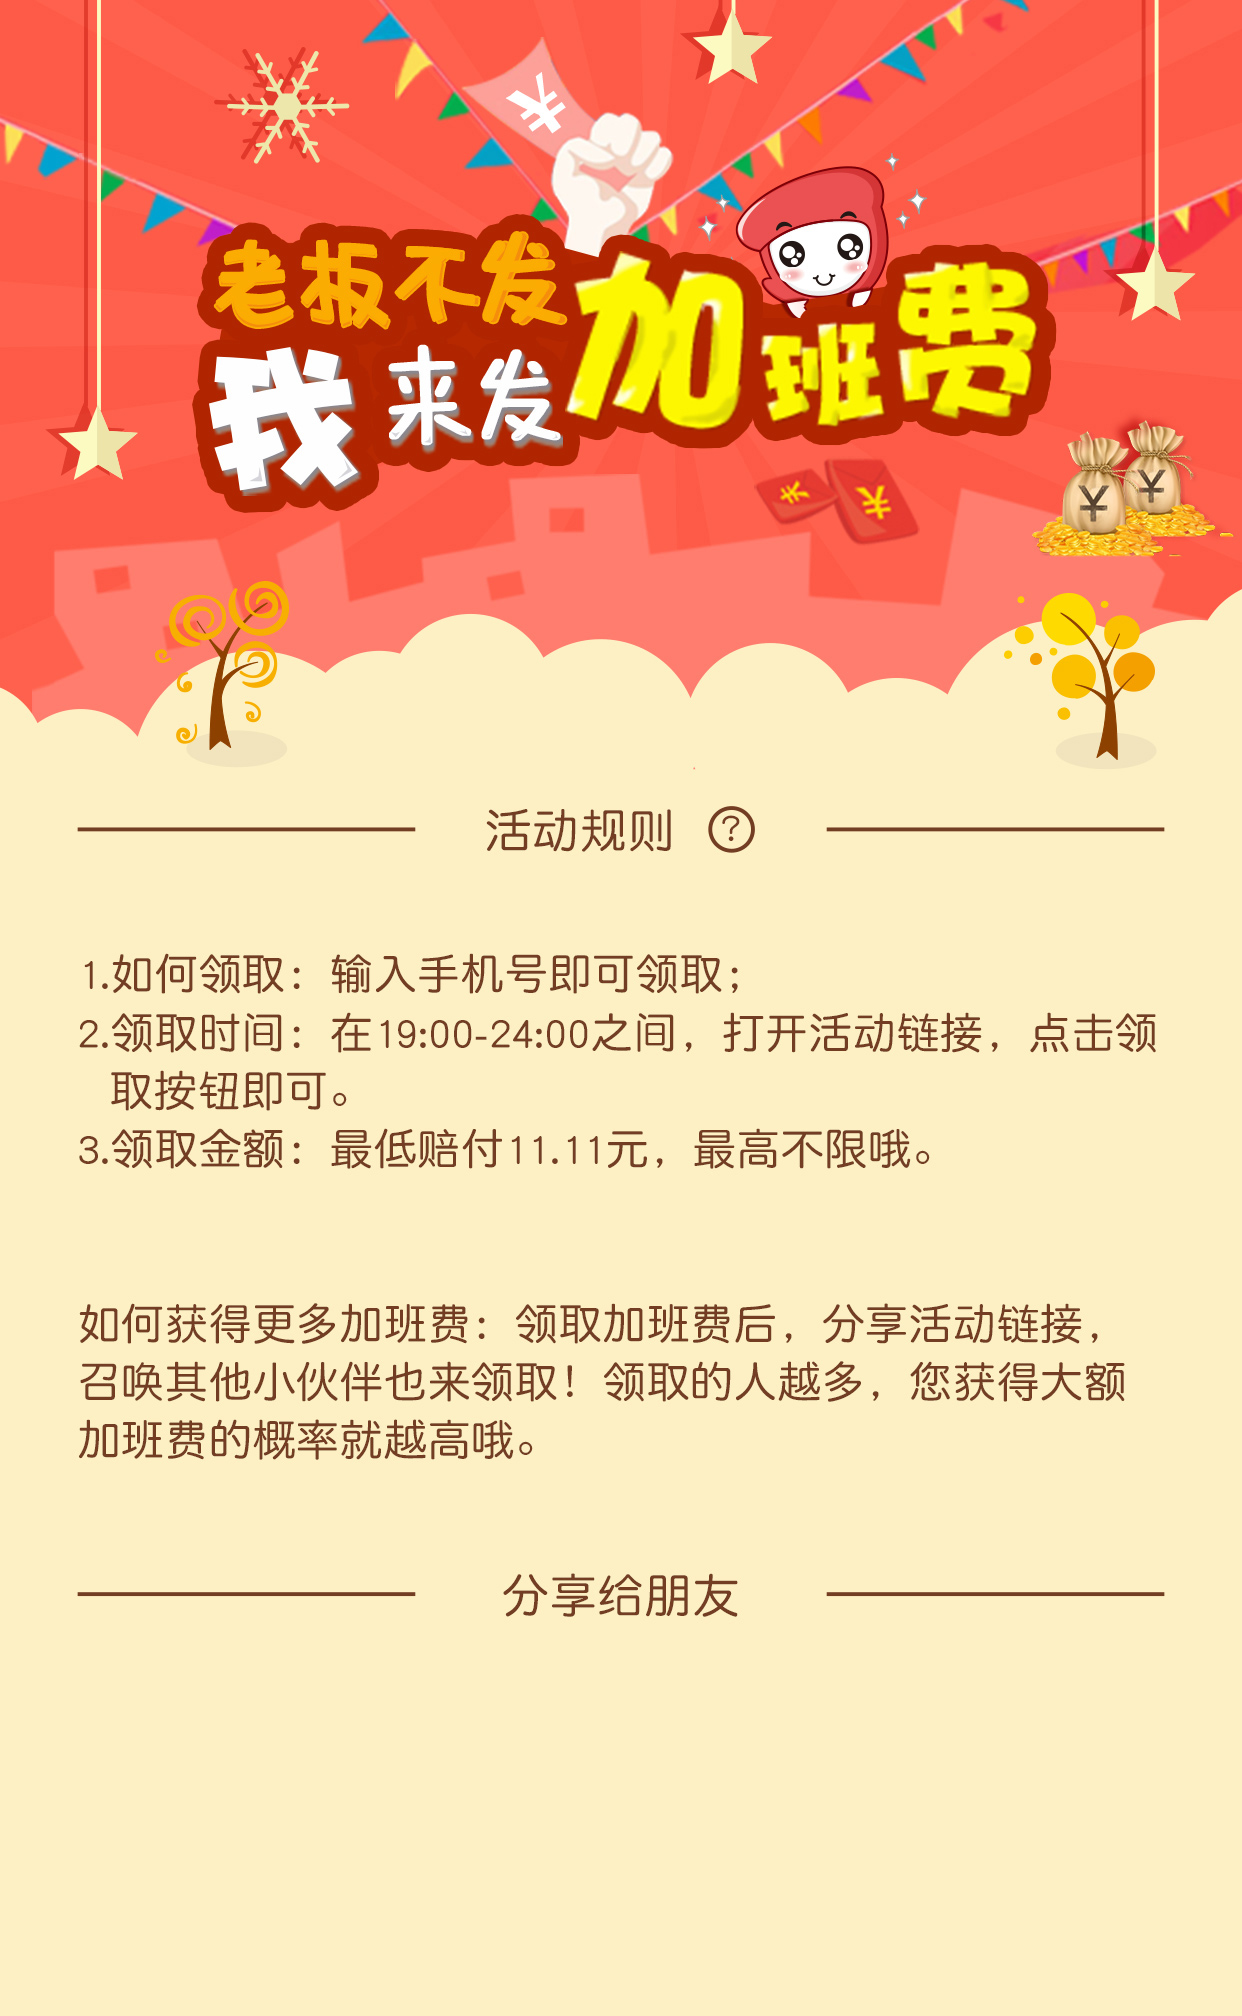 老板不发
我来发加班费
活动规则 ?
1.如何领取：输入手机号即可领取；
2.领取时间：在19:00-24:00之间，打开活动链接，点击领
取按钮即可。
3.领取金额：最低赔付11.11元，最高不限哦。
如何获得更多加班费：领取加班费后，分享活动链接，
召唤其他小伙伴也来领取！领取的人越多，您获得大额
加班费的概率就越高哦。
分享给朋友